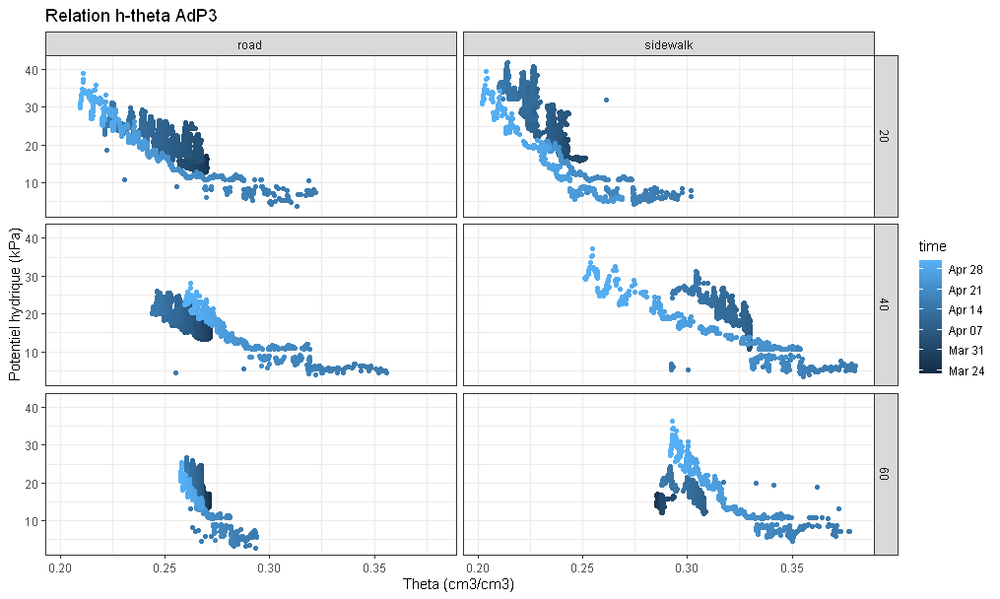 Relation h-theta AdP3
road
sidewalk
40
30
20
10
20
40
30
20
10
40
40
30
20
10
60
0.20
0.25
0.30
0.35
0.20
0.25
0.30
0.35
Theta (cm3/cm3)
Potentiel hydrique (kPa)
time
Apr 28
Apr 21
Apr 14
Apr 07
Mar 31
Mar 24